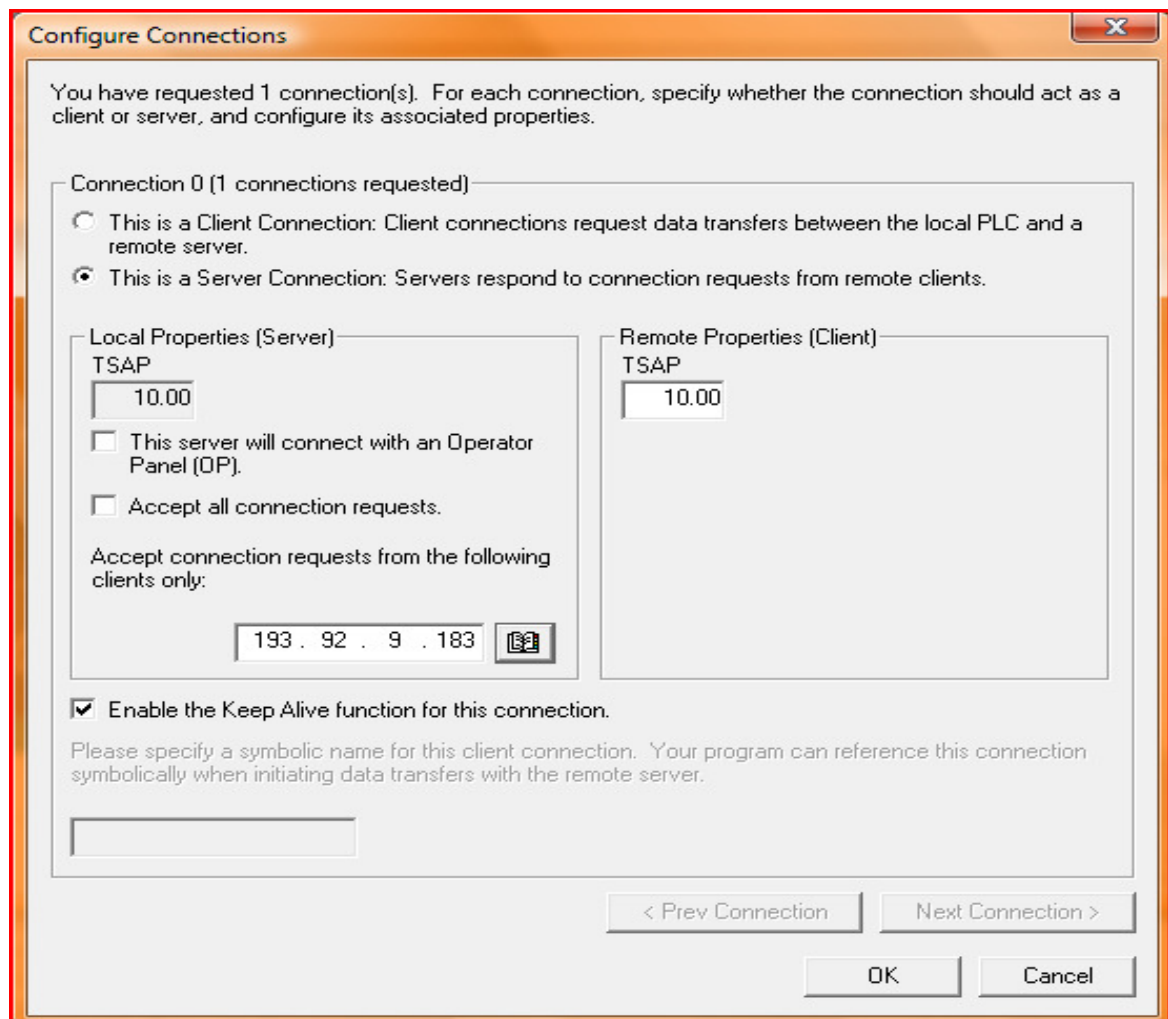 Configure Connections
You have requested 1 connection(s). For each connection, specify whether the connection should act as a
client or server, and configure its associated properties.
Connection 0 (1 connections requested)
This is a Client Connection: Client connections request data transfers between the local PLC and a
remote server.
This is a Server Connection: Servers respond to connection requests from remote clients.
Local Properties (Server)
TSAP
10.00
This server will connect with an Operator
Panel (OP).
Accept all connection requests.
Accept connection requests from the following
clients only:
193 . 92 . 9 . 183
Remote Properties (Client)
TSAP
10.00
Enable the Keep Alive function for this connection.
Please specify a symbolic name for this client connection. Your program can reference this connection
symbolically when initiating data transfers with the remote server.
< Prev Connection
Next Connection >
OK
Cancel